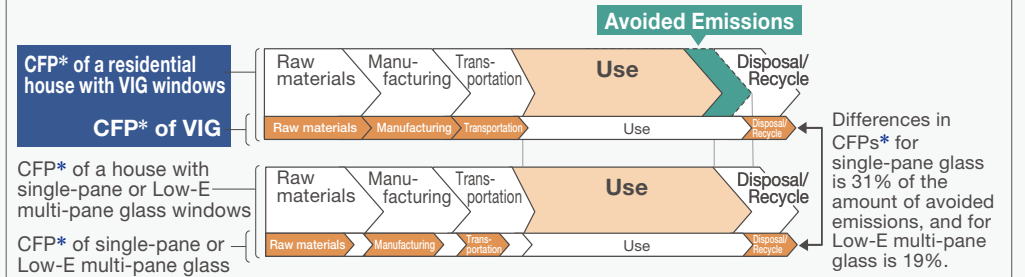 Avoided Emissions
CFP* of a residential
house with VIG windows
Raw
materials
Manu-
facturing
Trans-
portation
Use
Disposal/
Recycle
CFP* of VIG
Raw materials
Manufacturing
Transportation
Use
Disposal/
Recycle
CFP* of a house with
single-pane or Low-E
multi-pane glass windows
Raw
materials
Manu-
facturing
Trans-
portation
Use
Disposal/
Recycle
CFP* of single-pane or
Low-E multi-pane glass
Raw materials
Manufacturing
Trans-
portation
Use
Disposal/
Recycle
Differences in
CFPs* for
single-pane glass
is 31% of the
amount of avoided
emissions, and for
Low-E multi-pane
glass is 19%.